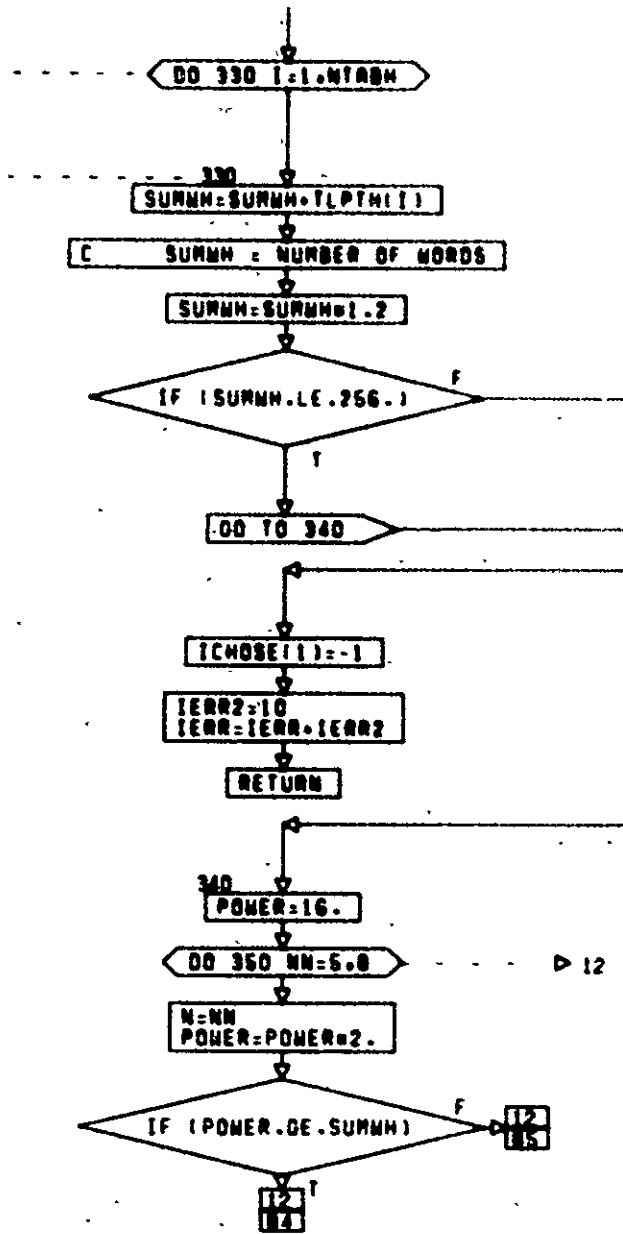 DO 330 I=1,NTABH
330
SUMWH=SUMWH+TLPTH(I)
C SUMWH = NUMBER OF WORDS
SUMWH=SUMWH*1.2
IF (SUMWH.LE.256.)
F
T
GO TO 340
ICHOSE(1)=-1
IERR2=10
IERR=IERR+IERR2
RETURN
340
POWER=16.
DO 350 NN=5,8
12
N=NN
POWER=POWER*2.
IF (POWER.GE.SUMWH)
F
12
T
12